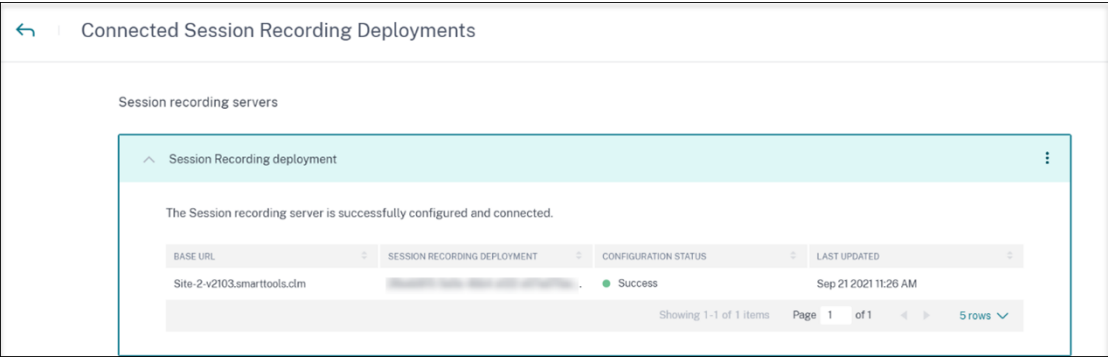 Connected Session Recording Deployments
Session recording servers
Session Recording deployment
The Session recording server is successfully configured and connected.
BASE URL SESSION RECORDING DEPLOYMENT CONFIGURATION STATUS LAST UPDATED
Site-2-v2103.smarttools.clm Success Sep 21 2021 11:26 AM
Showing 1-1 of 1 items Page 1 of 1 5 rows